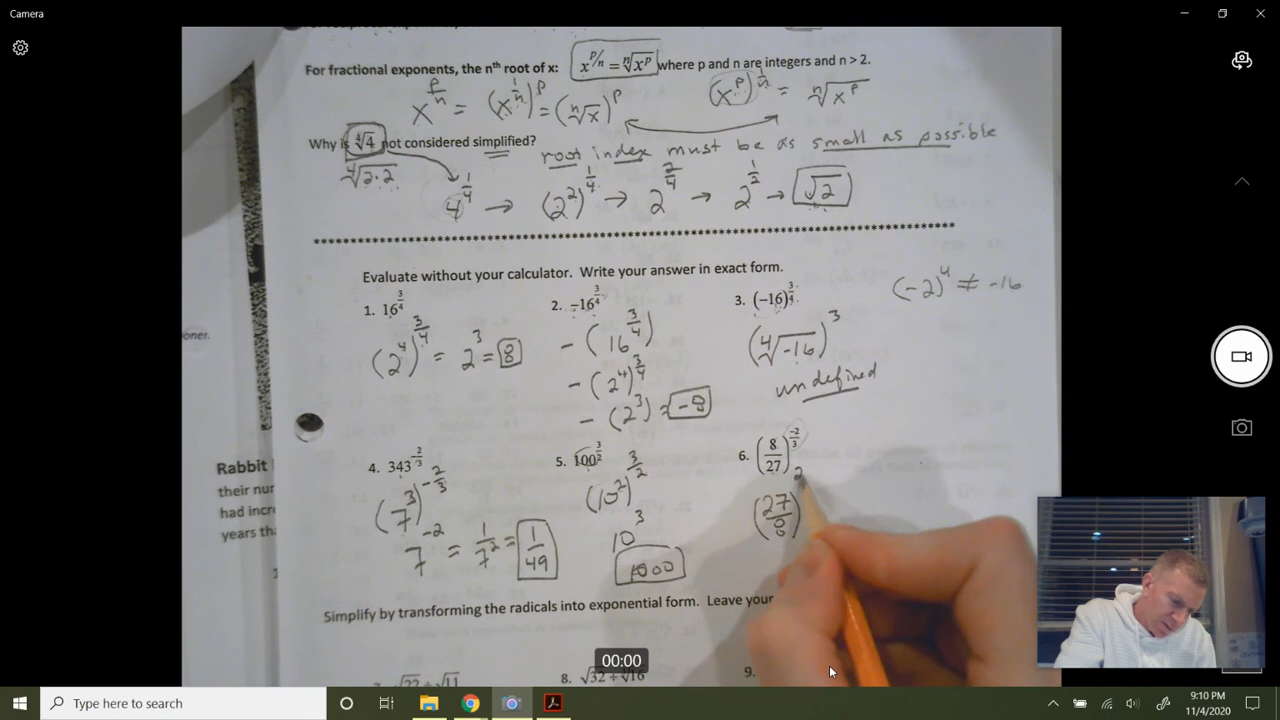 Camera
For fractional exponents, the nth root of x: x^(p/n) = ⁿ√(x^p) where p and n are integers and n > 2.
x^(p/n) = (x^(1/n))^p = (ⁿ√x)^p (x^p)^(1/n) = ⁿ√(x^p)
Why is ⁴√4 not considered simplified?
root index must be as small as possible
⁴√(2·2)
4^(1/4) → (2²)^(1/4) → 2^(2/4) → 2^(1/2) → √2
Evaluate without your calculator. Write your answer in exact form.
1. 16^(3/4)
(2⁴)^(3/4) = 2³ = 8
2. −16^(3/4)
− (16^(3/4))
− (2⁴)^(3/4)
− (2³) = −8
3. (−16)^(3/4)
(−2)⁴ ≠ −16
(⁴√−16)³
undefined
4. 343^(−2/3)
(7³)^(−2/3)
7^(−2) = 1/7² = 1/49
5. 100^(3/2)
(10²)^(3/2)
10³
1000
6. (8/27)^(−2/3)
(27/8)^2
Rabbit
their nu
had incre
years th
oner.
Simplify by transforming the radicals into exponential form. Leave your
√22 ÷ √11
8.
9.
00:00
Type here to search
9:10 PM
11/4/2020